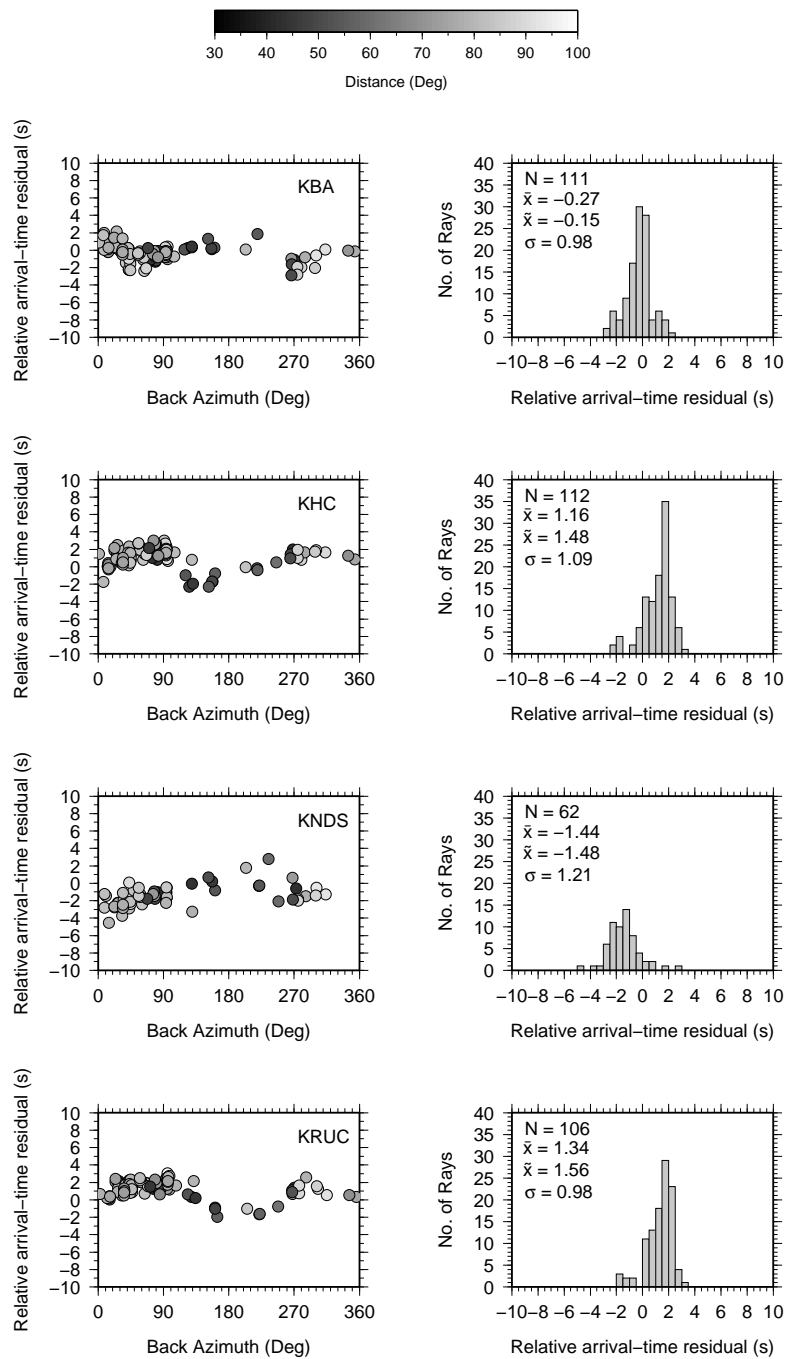 30 40 50 60 70 80 90 100
Distance (Deg)
Relative arrival−time residual (s)
10
8
6
4
2
0
−2
−4
−6
−8
−10
KBA
0 90 180 270 360
Back Azimuth (Deg)
No. of Rays
40
35
30
25
20
15
10
5
0
N = 111
x̄ = −0.27
x̃ = −0.15
σ = 0.98
−10 −8 −6 −4 −2 0 2 4 6 8 10
Relative arrival−time residual (s)
Relative arrival−time residual (s)
10
8
6
4
2
0
−2
−4
−6
−8
−10
KHC
0 90 180 270 360
Back Azimuth (Deg)
No. of Rays
40
35
30
25
20
15
10
5
0
N = 112
x̄ = 1.16
x̃ = 1.48
σ = 1.09
−10 −8 −6 −4 −2 0 2 4 6 8 10
Relative arrival−time residual (s)
Relative arrival−time residual (s)
10
8
6
4
2
0
−2
−4
−6
−8
−10
KNDS
0 90 180 270 360
Back Azimuth (Deg)
No. of Rays
40
35
30
25
20
15
10
5
0
N = 62
x̄ = −1.44
x̃ = −1.48
σ = 1.21
−10 −8 −6 −4 −2 0 2 4 6 8 10
Relative arrival−time residual (s)
Relative arrival−time residual (s)
10
8
6
4
2
0
−2
−4
−6
−8
−10
KRUC
0 90 180 270 360
Back Azimuth (Deg)
No. of Rays
40
35
30
25
20
15
10
5
0
N = 106
x̄ = 1.34
x̃ = 1.56
σ = 0.98
−10 −8 −6 −4 −2 0 2 4 6 8 10
Relative arrival−time residual (s)